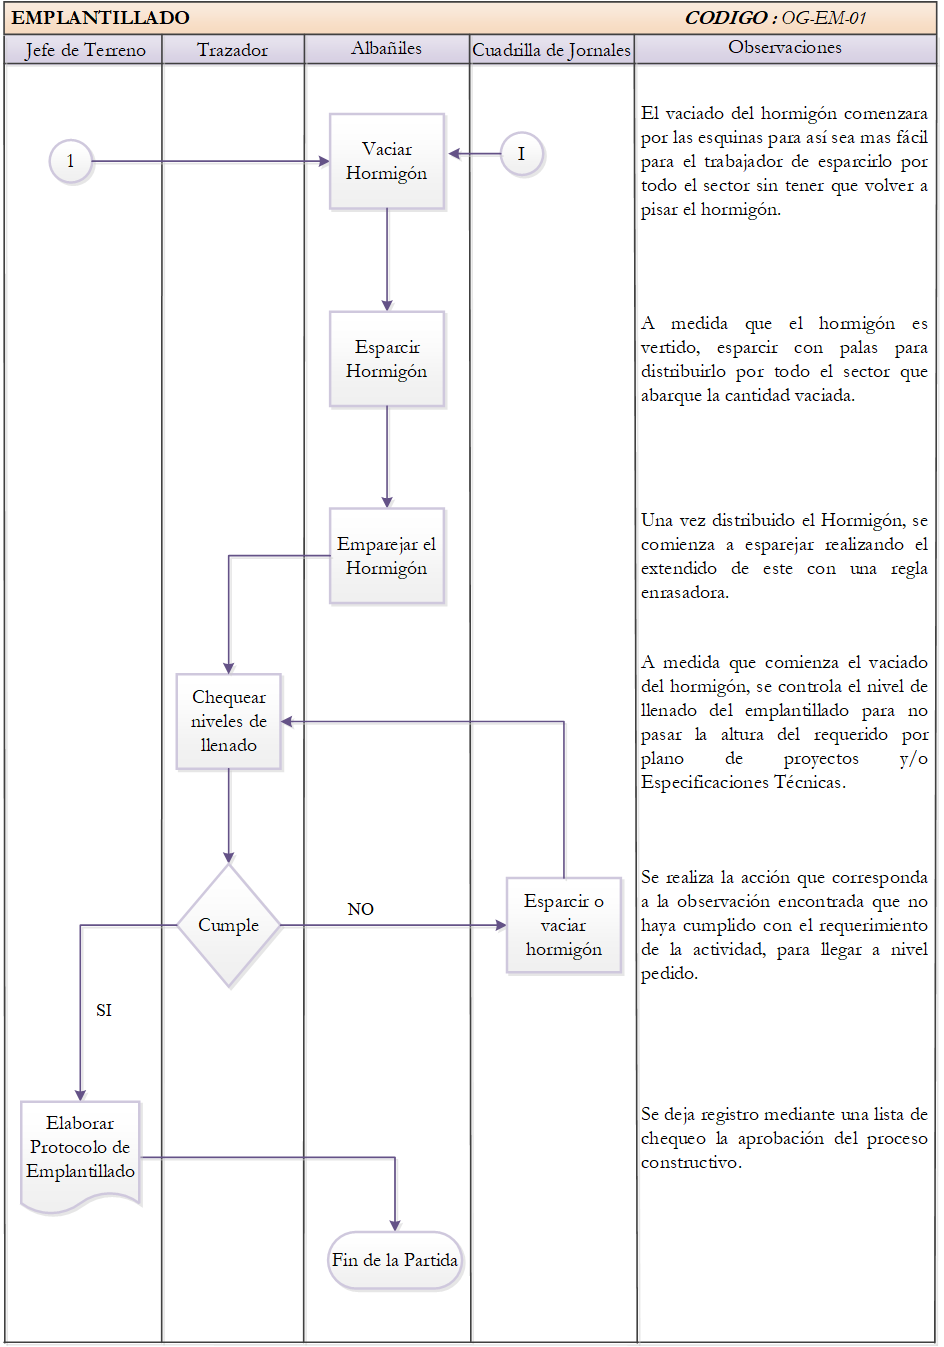 EMPLANTILLADO
CODIGO : OG-EM-01
Jefe de Terreno
Trazador
Albañiles
Cuadrilla de Jornales
Observaciones
1
Vaciar
Hormigón
I
El vaciado del hormigón comenzara
por las esquinas para así sea mas fácil
para el trabajador de esparcirlo por
todo el sector sin tener que volver a
pisar el hormigón.
Esparcir
Hormigón
A medida que el hormigón es
vertido, esparcir con palas para
distribuirlo por todo el sector que
abarque la cantidad vaciada.
Emparejar el
Hormigón
Una vez distribuido el Hormigón, se
comienza a esparejar realizando el
extendido de este con una regla
enrasadora.
Chequear
niveles de
llenado
A medida que comienza el vaciado
del hormigón, se controla el nivel de
llenado del emplantillado para no
pasar la altura del requerido por
plano de proyectos y/o
Especificaciones Técnicas.
Cumple
NO
Esparcir o
vaciar
hormigón
Se realiza la acción que corresponda
a la observación encontrada que no
haya cumplido con el requerimiento
de la actividad, para llegar a nivel
pedido.
SI
Elaborar
Protocolo de
Emplantillado
Se deja registro mediante una lista de
chequeo la aprobación del proceso
constructivo.
Fin de la Partida